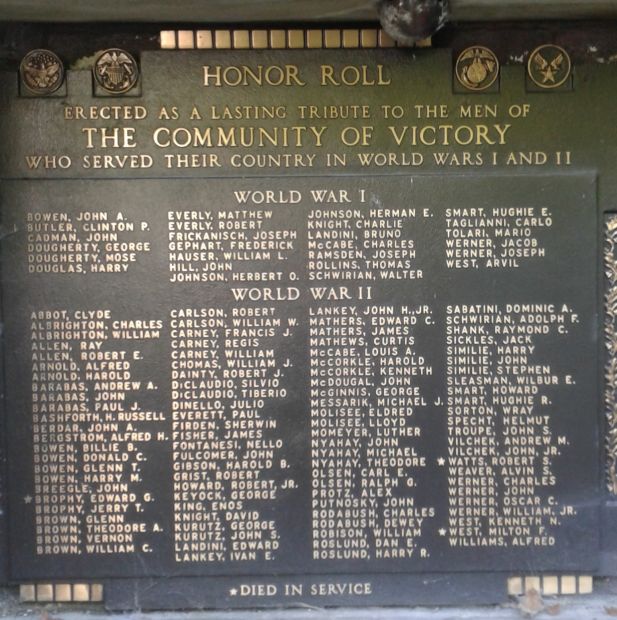 HONOR ROLL
ERECTED AS A LASTING TRIBUTE TO THE MEN OF
THE COMMUNITY OF VICTORY
WHO SERVED THEIR COUNTRY IN WORLD WARS I AND II
WORLD WAR I
BOWEN, JOHN A.
BUTLER, CLINTON P.
CADMAN, JOHN
DOUGHERTY, GEORGE
DOUGHERTY, MOSE
DOUGLAS, HARRY
EVERLY, MATTHEW
EVERLY, ROBERT
FRICKANISCH, JOSEPH
GEPHART, FREDERICK
HAUSER, WILLIAM L.
HILL, JOHN
JOHNSON, HERBERT O.
JOHNSON, HERMAN E.
KNIGHT, CHARLIE
LANDINI, BRUNO
McCABE, CHARLES
RAMSDEN, JOSEPH
ROLLINS, THOMAS
SCHWIRIAN, WALTER
SMART, HUGHIE E.
TAGLIANNI, CARLO
TOLARI, MARIO
WERNER, JACOB
WERNER, JOSEPH
WEST, ARVIL
WORLD WAR II
ABBOT, CLYDE
ALBRIGHTON, CHARLES
ALBRIGHTON, WILLIAM
ALLEN, RAY
ALLEN, ROBERT E.
ARNOLD, ALFRED
ARNOLD, HAROLD
BARABAS, ANDREW A.
BARABAS, JOHN
BARABAS, PAUL J.
BASHFORTH, H. RUSSELL
BERDAR, JOHN A.
BERGSTROM, ALFRED H.
BOWEN, BILLIE B.
BOWEN, DONALD C.
BOWEN, GLENN T.
BOWEN, HARRY M.
BREEGLE, JOHN
★BROPHY, EDWARD G.
BROPHY, JERRY T.
BROWN, GLENN
BROWN, THEODORE A.
BROWN, VERNON
BROWN, WILLIAM C.
CARLSON, ROBERT
CARLSON, WILLIAM W.
CARNEY, FRANCIS J.
CARNEY, REGIS
CARNEY, WILLIAM
CHOMAS, WILLIAM J.
DAINTY, ROBERT J.
DiCLAUDIO, SILVIO
DiCLAUDIO, TIBERIO
DINELLO, JULIO
EVERETT, PAUL
FIRDEN, SHERWIN
FISHER, JAMES
FONTANESI, NELLO
FULCOMER, JOHN
GIBSON, HAROLD B.
GRIST, ROBERT
HOWARD, ROBERT, JR.
KEYOCK, GEORGE
KING, ENOS
KNIGHT, DAVID
KURUTZ, GEORGE
KURUTZ, JOHN S.
LANDINI, EDWARD
LANKEY, IVAN E.
LANKEY, JOHN H., JR.
MATHERS, EDWARD C.
MATHERS, JAMES
MATHEWS, CURTIS
McCABE, LOUIS A.
McCORKLE, HAROLD
McCORKLE, KENNETH
McDOUGAL, JOHN
McGINNIS, GEORGE
MESSARIK, MICHAEL J.
MOLISEE, ELDRED
MOLISEE, LLOYD
MOMEYER, LUTHER
NYAHAY, JOHN
NYAHAY, MICHAEL
NYAHAY, THEODORE
OLSEN, CARL E.
OLSEN, RALPH G.
PROTZ, ALEX
PUTNOSKY, JOHN
RODABUSH, CHARLES
RODABUSH, DEWEY
ROBISON, WILLIAM
ROSLUND, DAN E.
ROSLUND, HARRY R.
SABATINI, DOMINIC A.
SCHWIRIAN, ADOLPH F.
SHANK, RAYMOND C.
SICKLES, JACK
SIMILIE, HARRY
SIMILIE, JOHN
SIMILIE, STEPHEN
SLEASMAN, WILBUR E.
SMART, HOWARD
SMART, HUGHIE R.
SORTON, WRAY
SPECHT, HELMUT
TROUPE, JOHN S.
VILCHEK, ANDREW M.
VILCHEK, JOHN, JR.
★WATTS, ROBERT S.
WEAVER, ALVIN
WERNER, CHARLES
WERNER, JOHN
WERNER, OSCAR C.
WERNER, WILLIAM, JR.
WEST, KENNETH N.
★WEST, MILTON F.
WILLIAMS, ALFRED
★DIED IN SERVICE